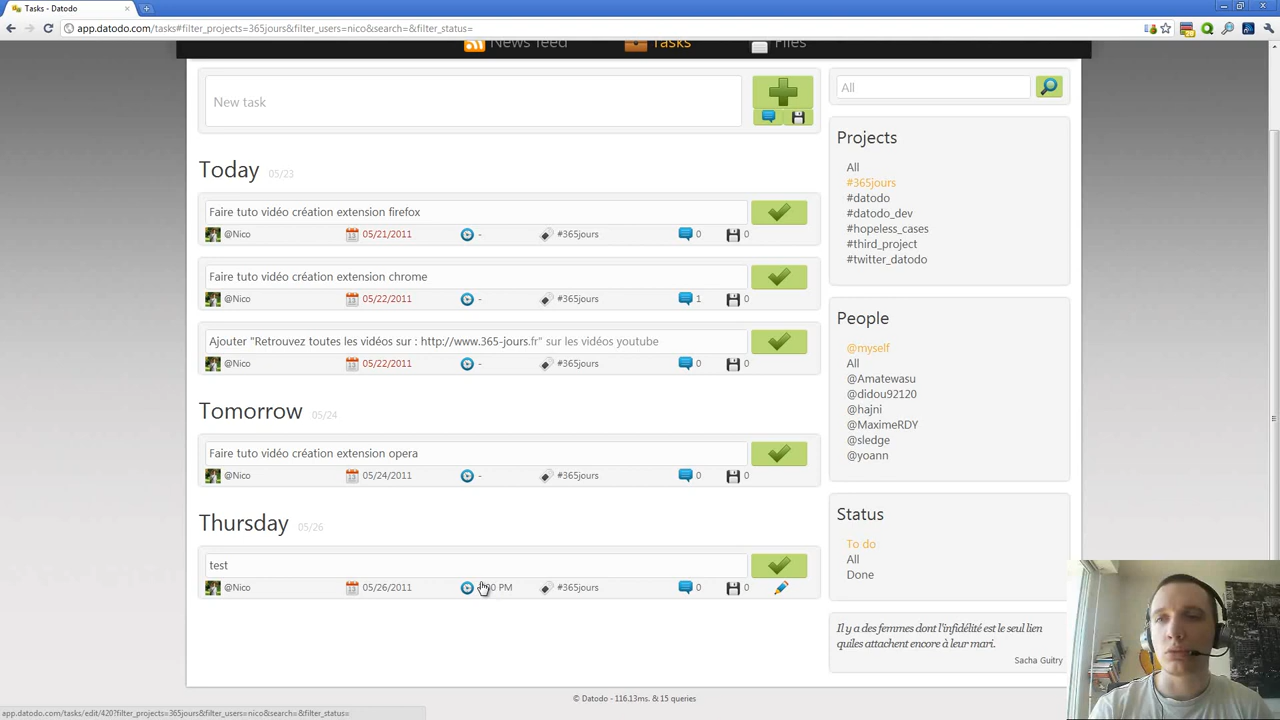 Tasks - Datodo
app.datodo.com/tasks#filter_projects=365jours&filter_users=nico&search=&filter_status=
News feed
Tasks
Files
New task
All
Today 05/23
Faire tuto vidéo création extension firefox
@Nico 05/21/2011 - #365jours 0 0
Faire tuto vidéo création extension chrome
@Nico 05/22/2011 - #365jours 1 0
Ajouter "Retrouvez toutes les vidéos sur : http://www.365-jours.fr" sur les vidéos youtube
@Nico 05/22/2011 - #365jours 0 0
Tomorrow 05/24
Faire tuto vidéo création extension opera
@Nico 05/24/2011 - #365jours 0 0
Thursday 05/26
test
@Nico 05/26/2011 PM #365jours 0 0
Projects
All
#365jours
#datodo
#datodo_dev
#hopeless_cases
#third_project
#twitter_datodo
People
@myself
All
@Amatewasu
@didou92120
@hajni
@MaximeRDY
@sledge
@yoann
Status
To do
All
Done
Il y a des femmes dont l'infidélité est le seul lien
quiles attachent encore à leur mari.
Sacha Guitry
© Datodo - 116.13ms. & 15 queries
app.datodo.com/tasks/edit/420?filter_projects=365jours&filter_users=nico&search=&filter_status=